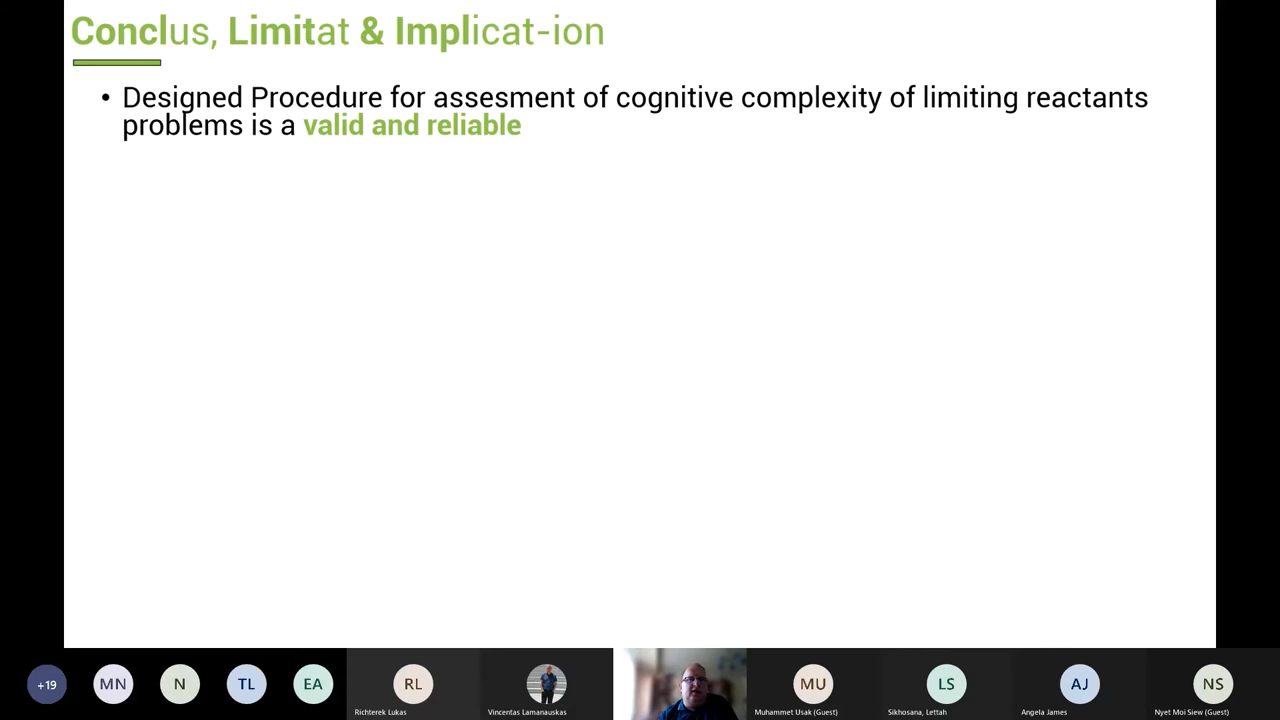 Conclus, Limitat & Implicat-ion
• Designed Procedure for assesment of cognitive complexity of limiting reactants
problems is a valid and reliable
+19
MN
N
TL
EA
RL
MU
LS
AJ
NS
Richterek Lukas
Vincentas Lamanauskas
Muhammet Usak (Guest)
Sikhosana, Lettah
Angela James
Nyet Moi Siew (Guest)